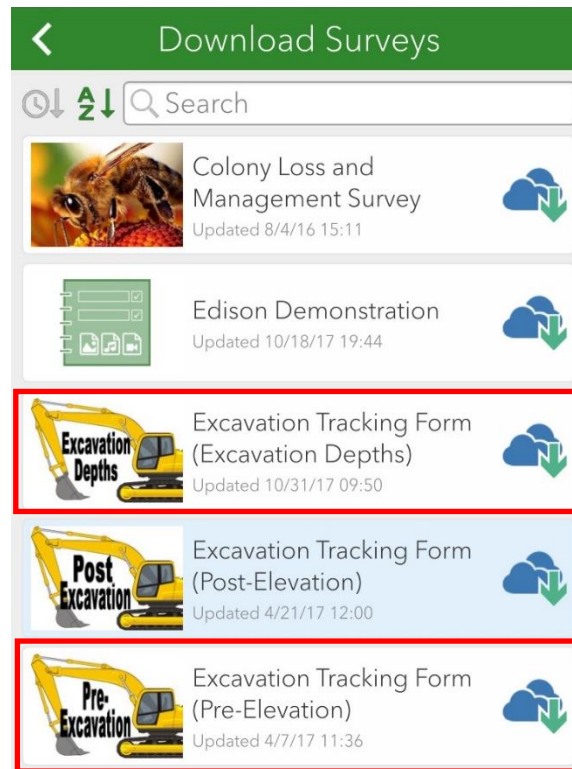 Download Surveys
A
Z
Search
Colony Loss and
Management Survey
Updated 8/4/16 15:11
Edison Demonstration
Updated 10/18/17 19:44
Excavation
Depths
Excavation Tracking Form
(Excavation Depths)
Updated 10/31/17 09:50
Post
Excavation
Excavation Tracking Form
(Post-Elevation)
Updated 4/21/17 12:00
Pre-
Excavation
Excavation Tracking Form
(Pre-Elevation)
Updated 4/7/17 11:36